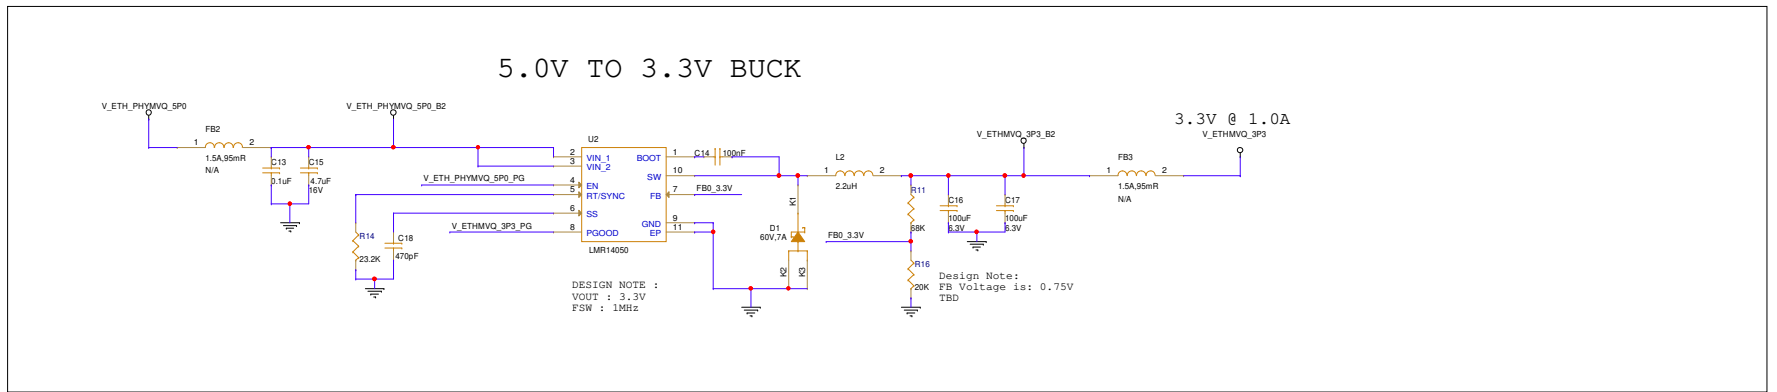 5.0V TO 3.3V BUCK
V_ETH_PHYMVQ_5P0
V_ETH_PHYMVQ_5P0_B2
V_ETHMVQ_3P3_B2
3.3V @ 1.0A
V_ETHMVQ_3P3
FB2
1 2
1.5A,95mR
N/A
C13
0.1uF
C15
4.7uF
16V
U2
2 VIN_1
3 VIN_2
4 EN
5 RT/SYNC
6 SS
8 PGOOD
BOOT 1
SW 10
FB 7
GND 9
EP 11
LMR14050
V_ETH_PHYMVQ_5P0_PG
V_ETHMVQ_3P3_PG
R14
23.2K
C18
470pF
C14 100nF
FB0_3.3V
K1
D1
60V,7A
K2 K3
L2
1 2
2.2uH
FB0_3.3V
R11
68K
R16
20K
C16
100uF
6.3V
C17
100uF
6.3V
FB3
1 2
1.5A,95mR
N/A
DESIGN NOTE :
VOUT : 3.3V
FSW : 1MHz
Design Note:
FB Voltage is: 0.75V
TBD